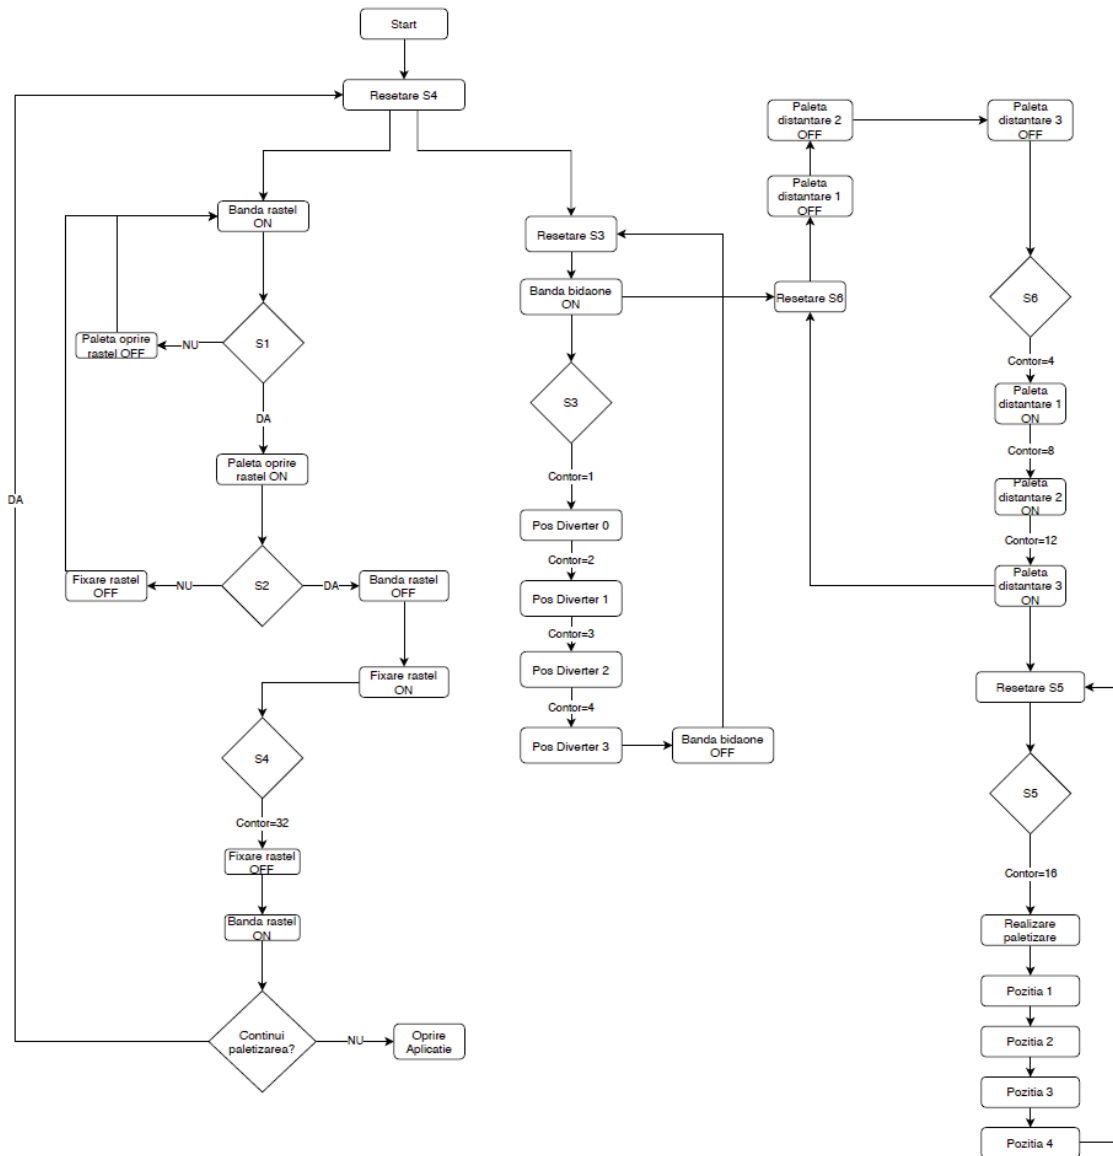 Start
Resetare S4
Banda rastel
ON
S1
NU
Paleta oprire
rastel OFF
DA
Paleta oprire
rastel ON
S2
NU
Fixare rastel
OFF
DA
Banda rastel
OFF
Fixare rastel
ON
S4
Contor=32
Fixare rastel
OFF
Banda rastel
ON
Continui
paletizarea?
DA
NU
Oprire
Aplicatie
Resetare S3
Banda bidaone
ON
S3
Contor=1
Pos Diverter 0
Contor=2
Pos Diverter 1
Contor=3
Pos Diverter 2
Contor=4
Pos Diverter 3
Banda bidaone
OFF
Resetare S6
Paleta
distantare 1
OFF
Paleta
distantare 2
OFF
Paleta
distantare 3
OFF
S6
Contor=4
Paleta
distantare 1
ON
Contor=8
Paleta
distantare 2
ON
Contor=12
Paleta
distantare 3
ON
Resetare S5
S5
Contor=16
Realizare
paletizare
Pozitia 1
Pozitia 2
Pozitia 3
Pozitia 4